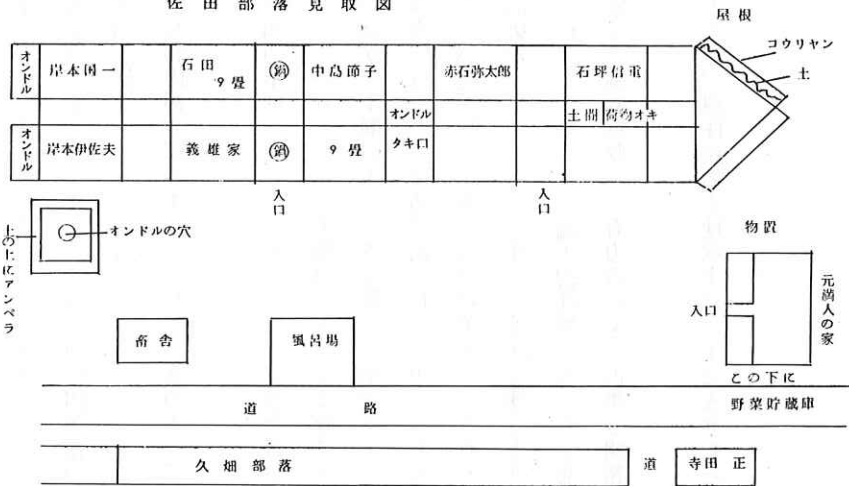 佐田部落見取図
屋根
コウリヤン
土
オンドル
岸本国一
石田
9畳
鍋
中島節子
赤石弥太郎
石坪信重
オンドル
土間
荷物オキ
オンドル
岸本伊佐夫
義雄家
鍋
9畳
タキ口
入口
入口
オンドルの穴
土の上にアンペラ
物置
入口
元満人の家
畜舎
風呂場
この下に
野菜貯蔵庫
道路
久畑部落
道
寺田正